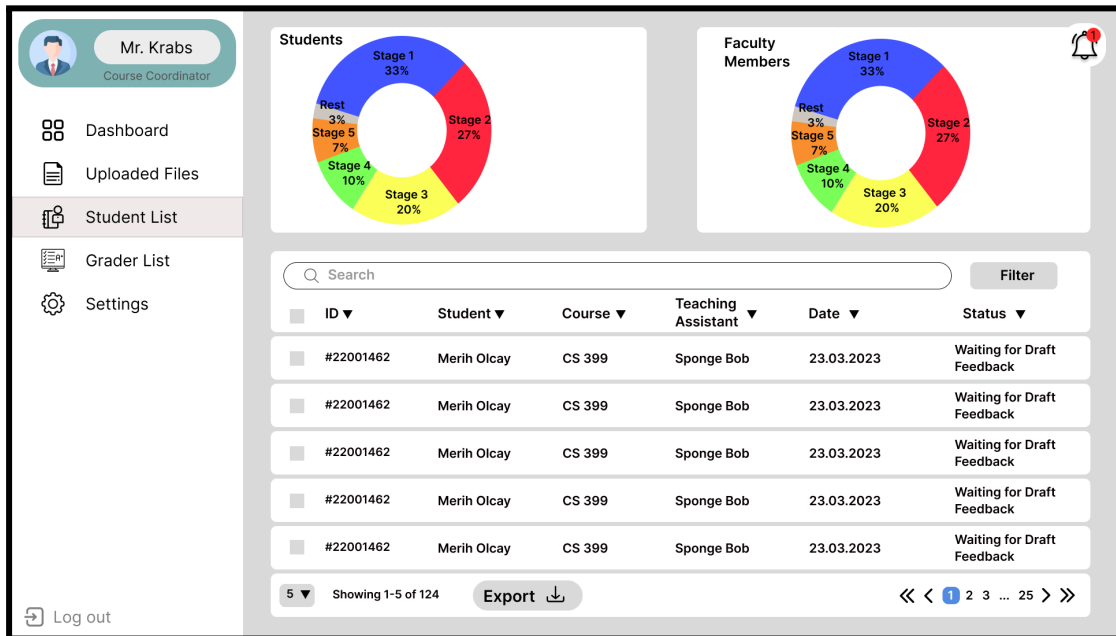 Mr. Krabs
Course Coordinator
Dashboard
Uploaded Files
Student List
Grader List
Settings
Log out
Students
Stage 1
33%
Stage 2
27%
Stage 3
20%
Stage 4
10%
Stage 5
7%
Rest
3%
Faculty
Members
Stage 1
33%
Stage 2
27%
Stage 3
20%
Stage 4
10%
Stage 5
7%
Rest
3%
1
Search
Filter
ID ▼ Student ▼ Course ▼ Teaching Assistant ▼ Date ▼ Status ▼
#22001462 Merih Olcay CS 399 Sponge Bob 23.03.2023 Waiting for Draft Feedback
#22001462 Merih Olcay CS 399 Sponge Bob 23.03.2023 Waiting for Draft Feedback
#22001462 Merih Olcay CS 399 Sponge Bob 23.03.2023 Waiting for Draft Feedback
#22001462 Merih Olcay CS 399 Sponge Bob 23.03.2023 Waiting for Draft Feedback
#22001462 Merih Olcay CS 399 Sponge Bob 23.03.2023 Waiting for Draft Feedback
5 ▼ Showing 1-5 of 124 Export 1 2 3 ... 25